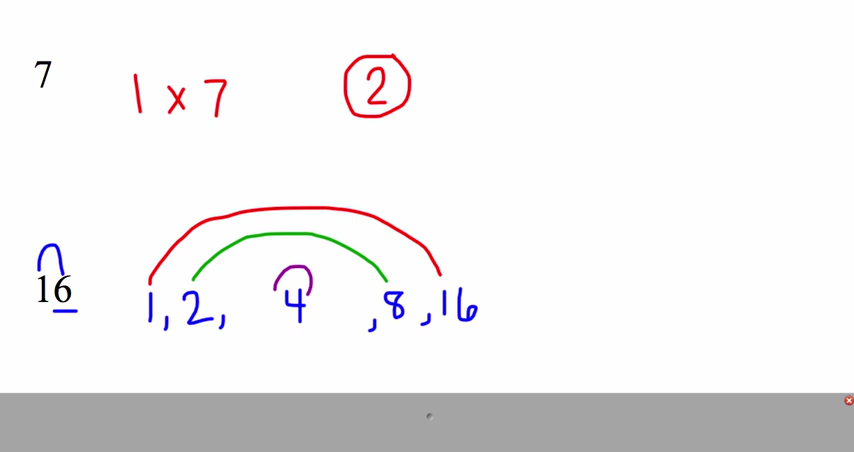 7 1 x 7 2
16 1, 2, 4, 8, 16